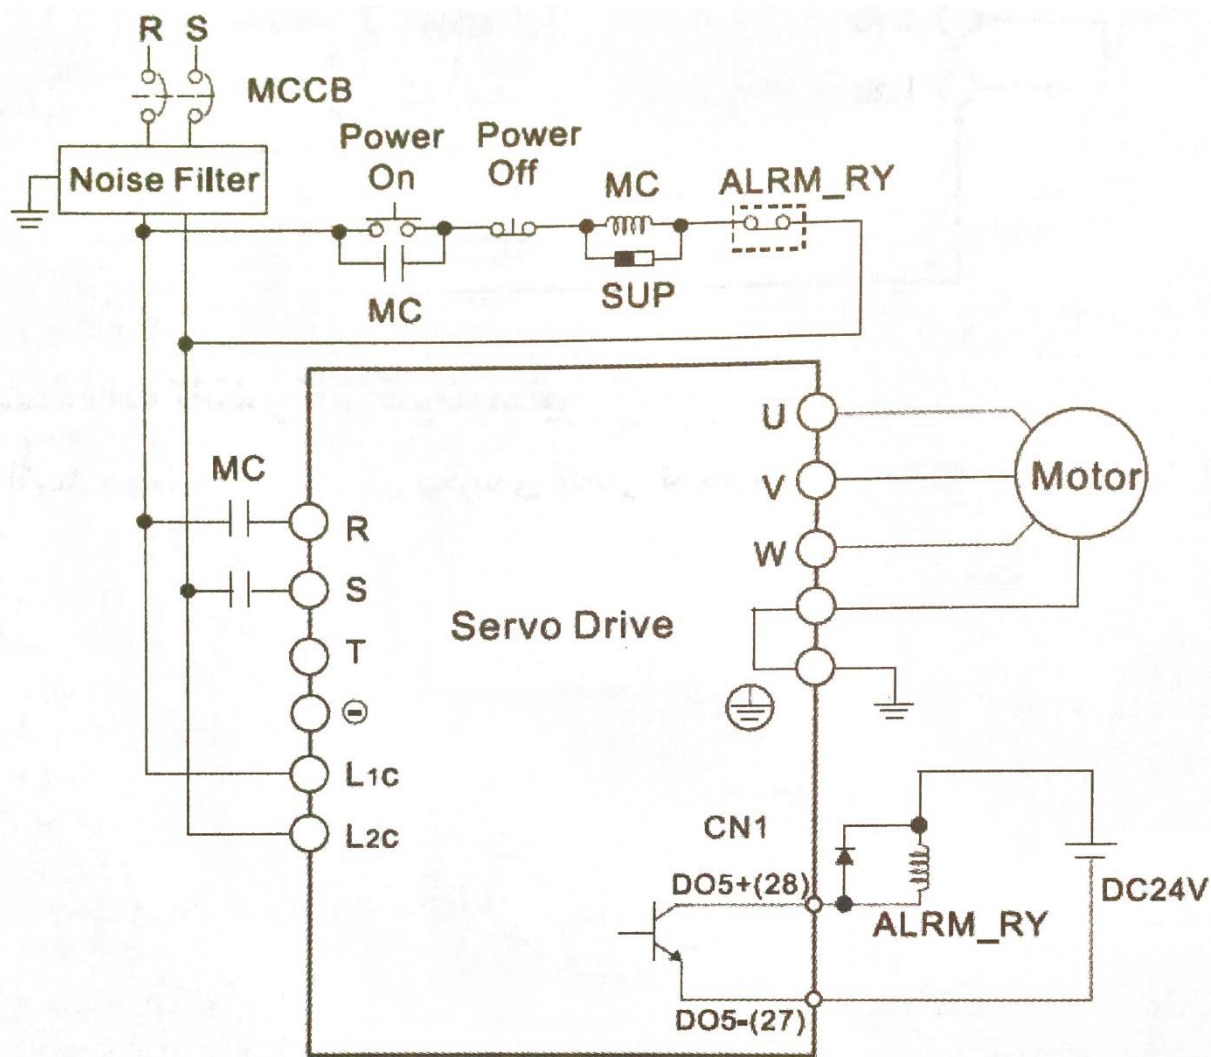 R S
MCCB
Noise Filter
Power On
Power Off
MC
ALRM_RY
MC
SUP
MC
R
S
T
⊖
L1C
L2C
Servo Drive
U
V
W
Motor
CN1
DO5+(28)
DO5-(27)
ALRM_RY
DC24V